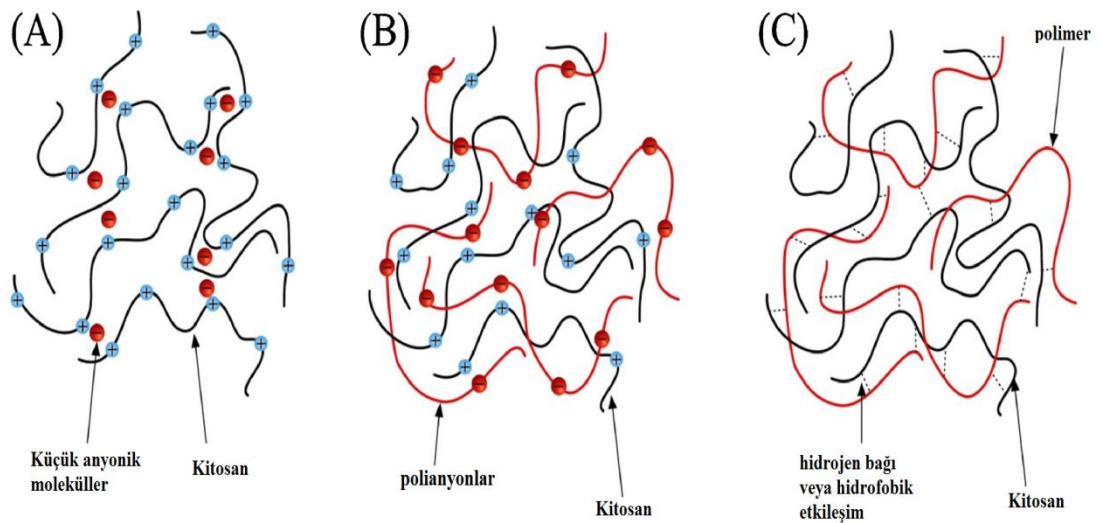 (A)
Küçük anyonik
moleküller
Kitosan
(B)
polianyonlar
Kitosan
(C)
polimer
hidrojen bağı
veya hidrofobik
etkileşim
Kitosan